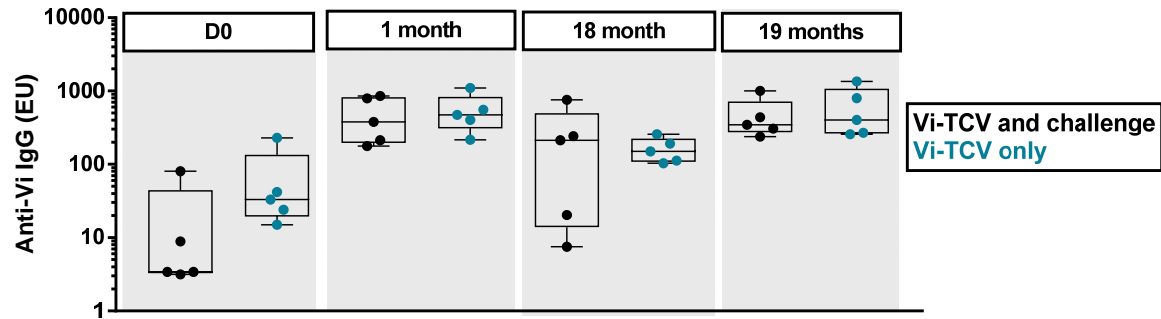 D0
1 month
18 month
19 months
Anti-Vi IgG (EU)
10000
1000
100
10
1
Vi-TCV and challenge
Vi-TCV only